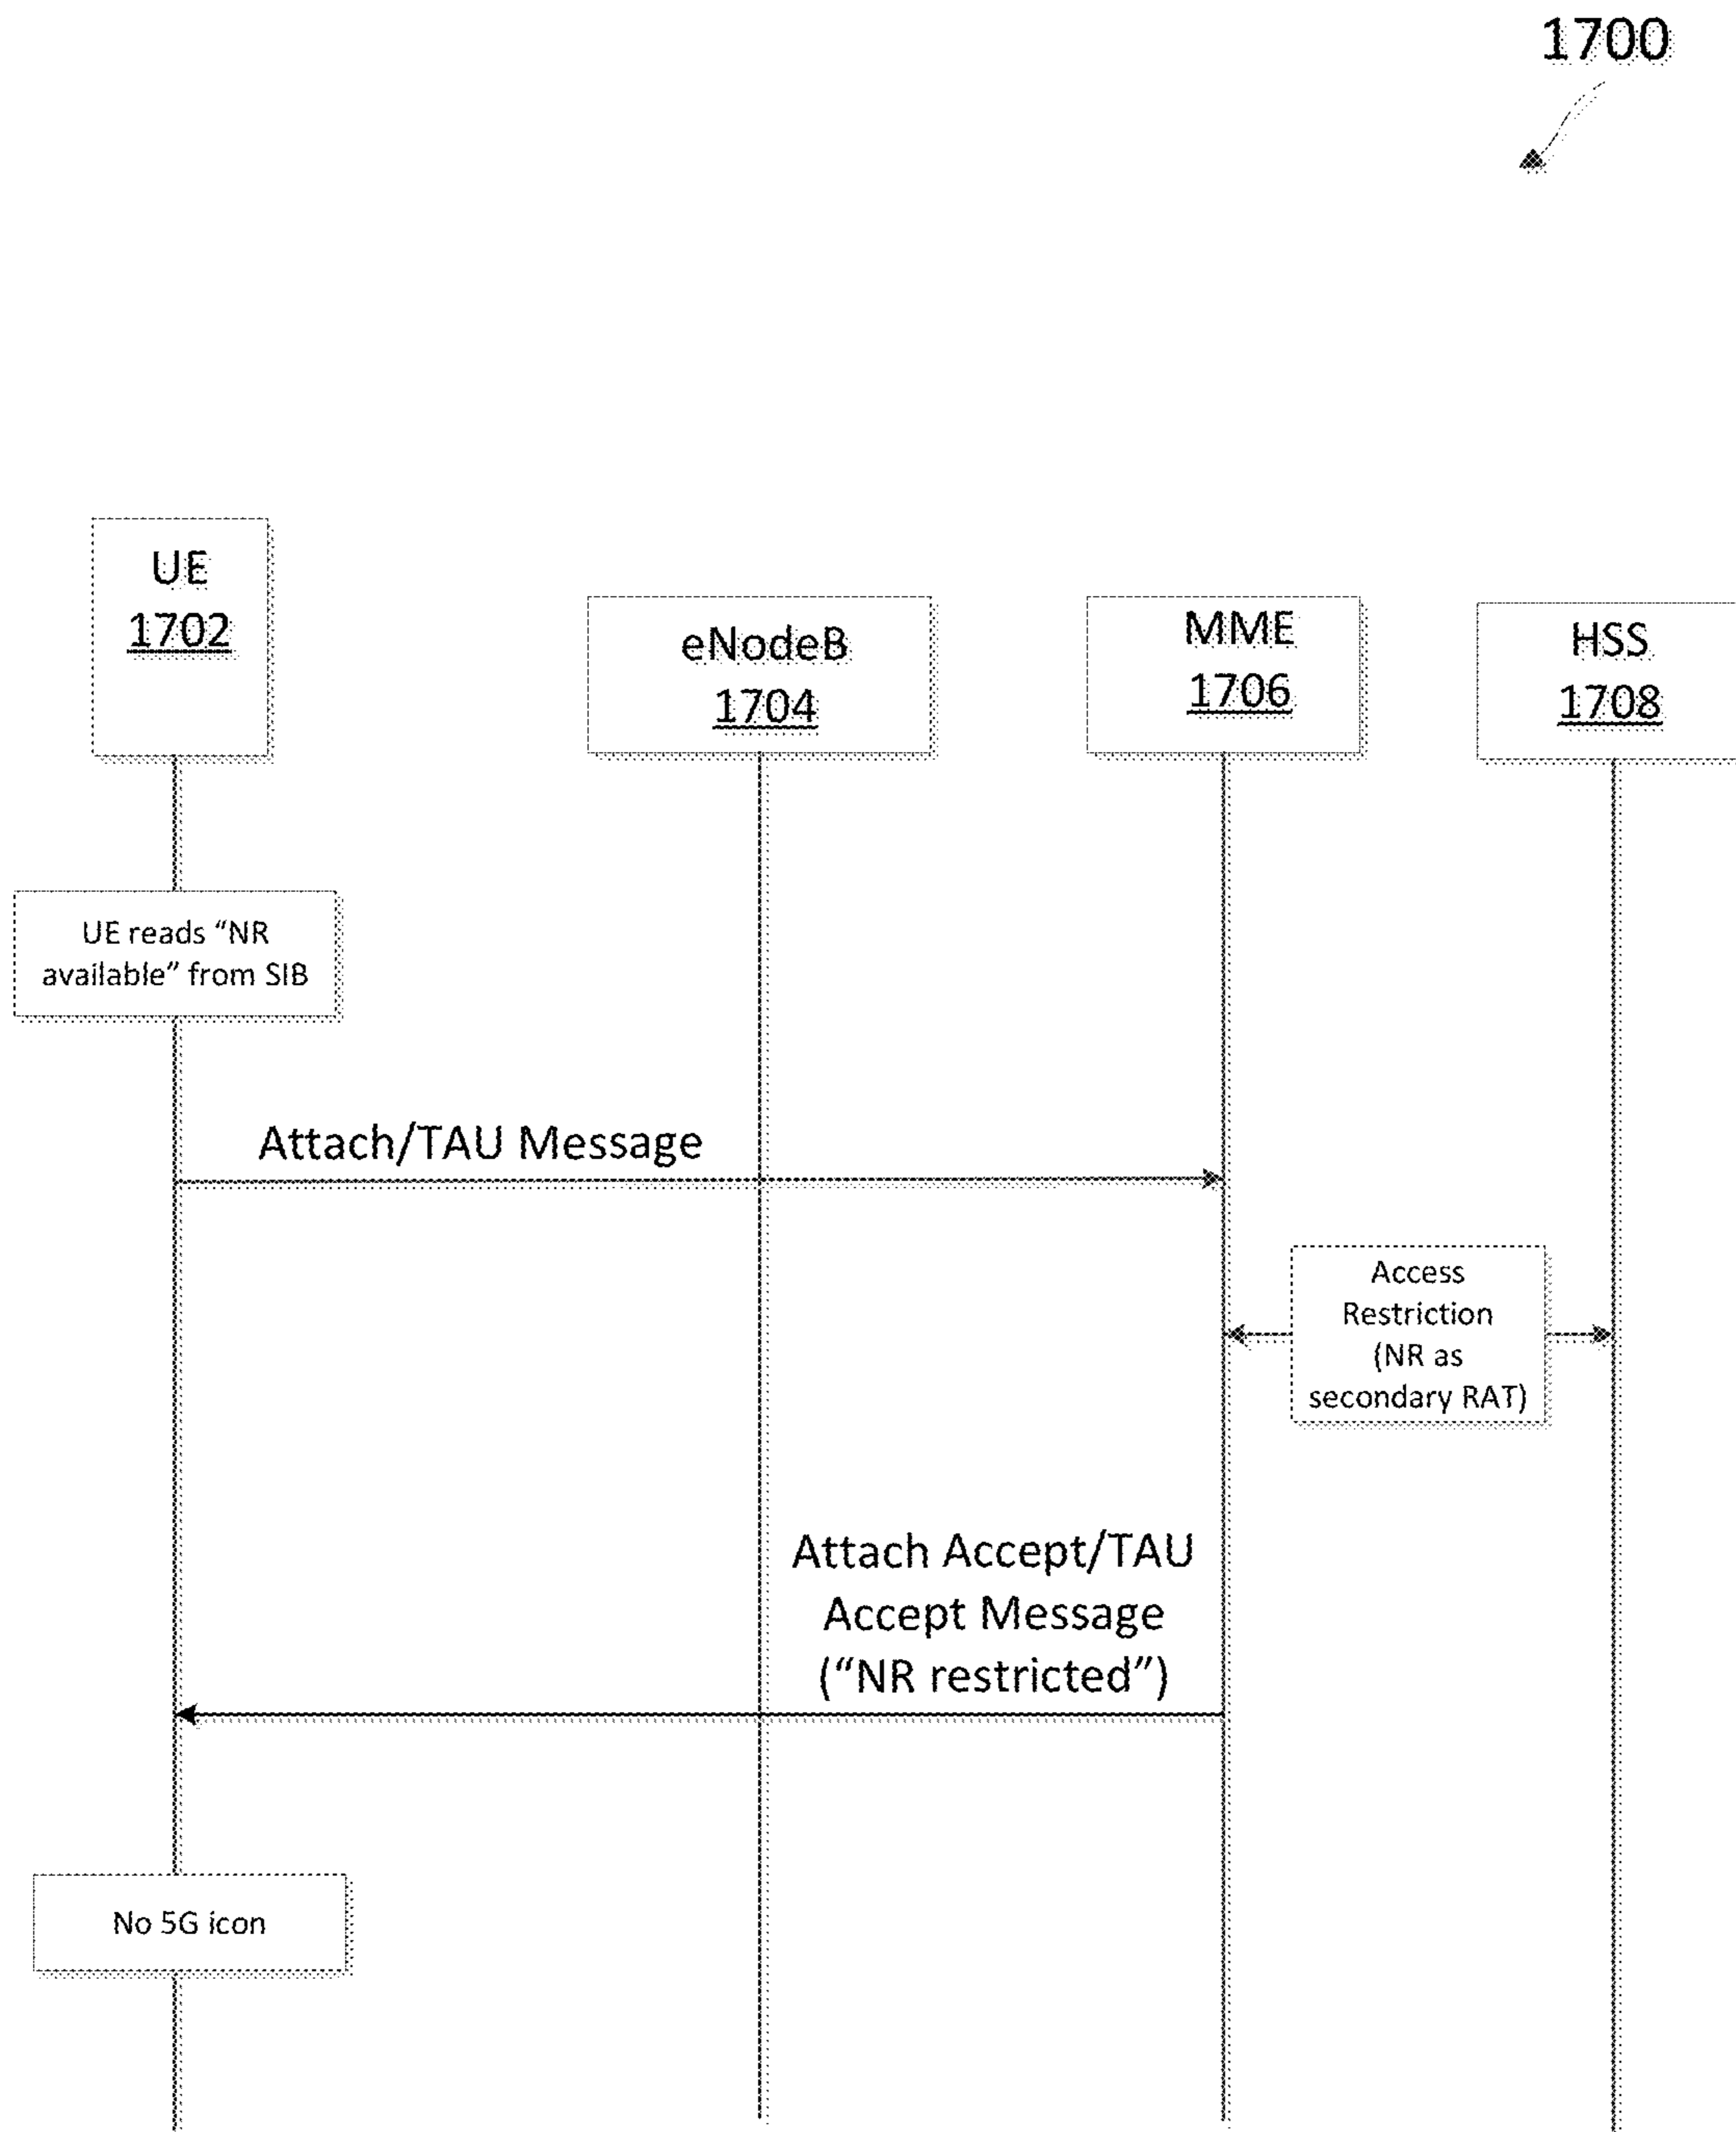 1700
UE
1702
eNodeB
1704
MME
1706
HSS
1708
UE reads “NR
available” from SIB
Attach/TAU Message
Access
Restriction
(NR as
secondary RAT)
Attach Accept/TAU
Accept Message
(“NR restricted”)
No 5G icon